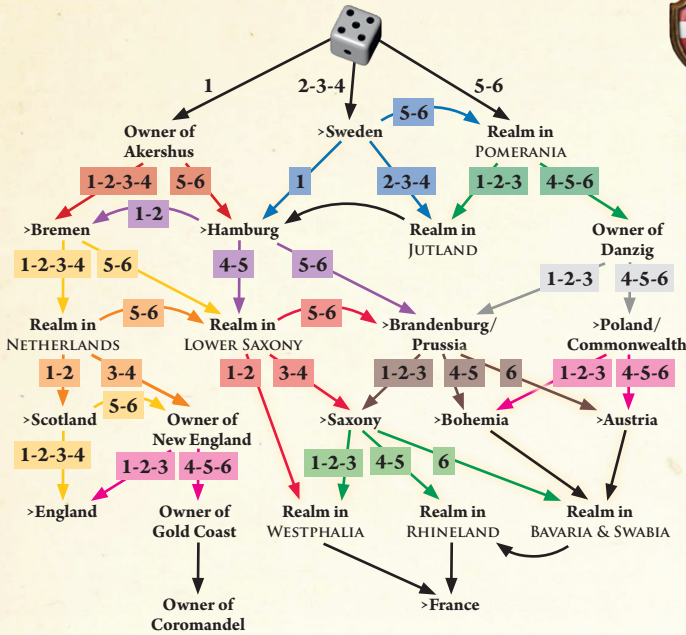 1
2-3-4
5-6
Owner of
Akershus
>Sweden
5-6
Realm in
POMERANIA
1-2-3-4
5-6
1
2-3-4
1-2-3
4-5-6
1-2
>Bremen
>Hamburg
Realm in
JUTLAND
Owner of
Danzig
1-2-3-4
5-6
4-5
5-6
1-2-3
4-5-6
Realm in
NETHERLANDS
5-6
Realm in
LOWER SAXONY
5-6
>Brandenburg/
Prussia
>Poland/
Commonwealth
1-2
3-4
1-2
3-4
1-2-3
4-5
6
1-2-3
4-5-6
>Scotland
5-6
Owner of
New England
>Saxony
>Bohemia
>Austria
1-2-3-4
1-2-3
4-5-6
1-2-3
4-5
6
>England
Owner of
Gold Coast
Realm in
WESTPHALIA
Realm in
RHINELAND
Realm in
BAVARIA & SWABIA
Owner of
Coromandel
>France